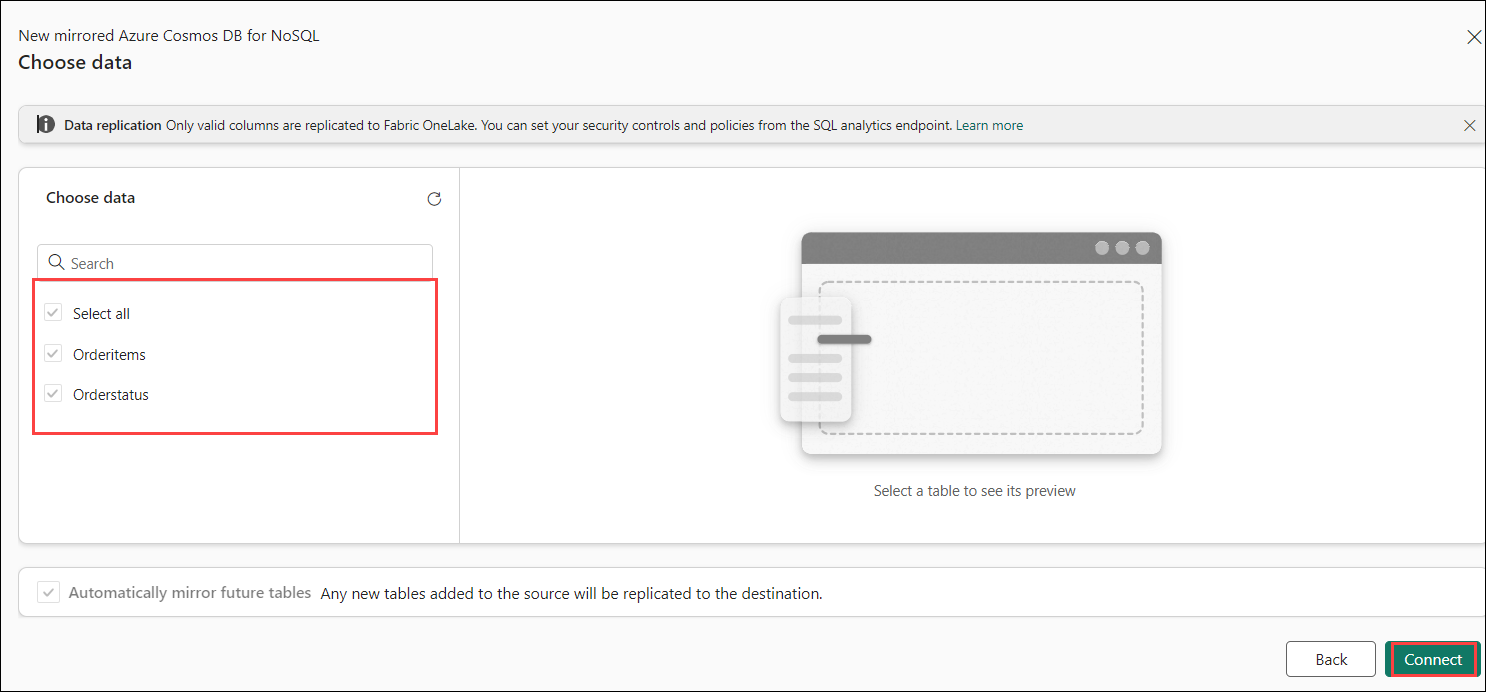 New mirrored Azure Cosmos DB for NoSQL
Choose data
Data replication Only valid columns are replicated to Fabric OneLake. You can set your security controls and policies from the SQL analytics endpoint. Learn more
Choose data
Search
Select all
Orderitems
Orderstatus
Select a table to see its preview
Automatically mirror future tables Any new tables added to the source will be replicated to the destination.
Back
Connect